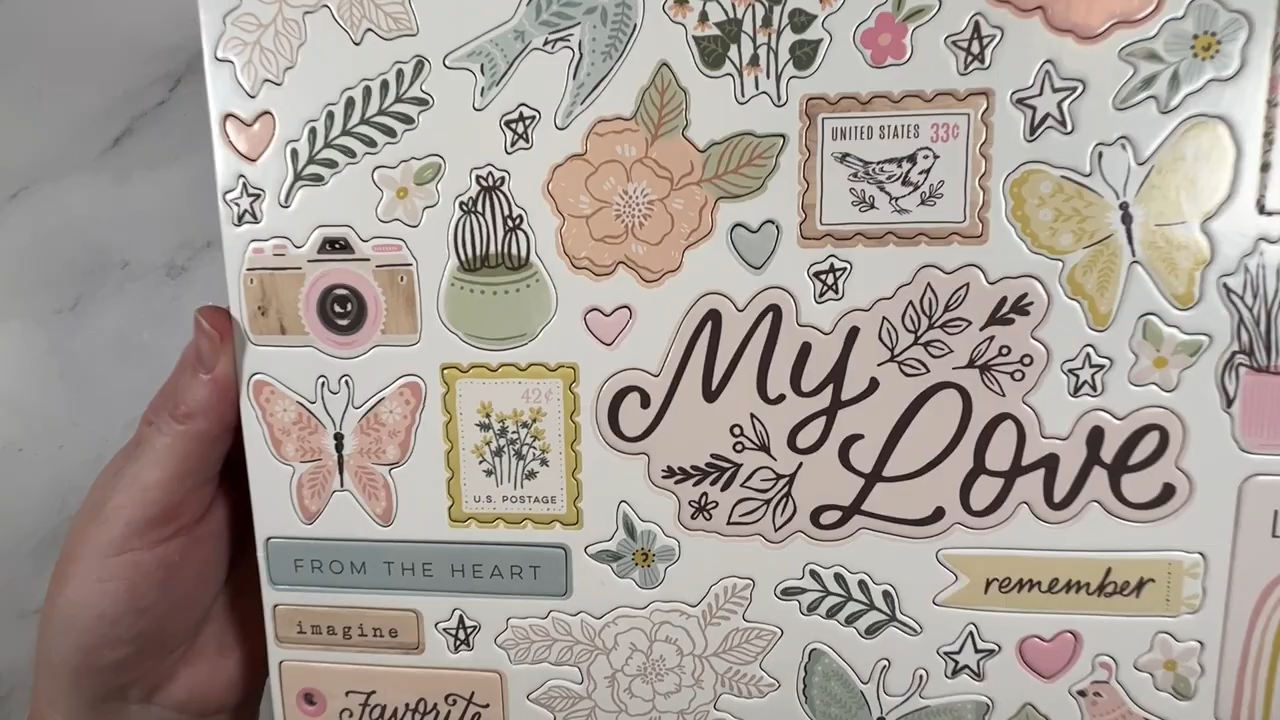 UNITED STATES 33¢
My
Love
42¢
U.S. POSTAGE
FROM THE HEART
remember
imagine
Favorite